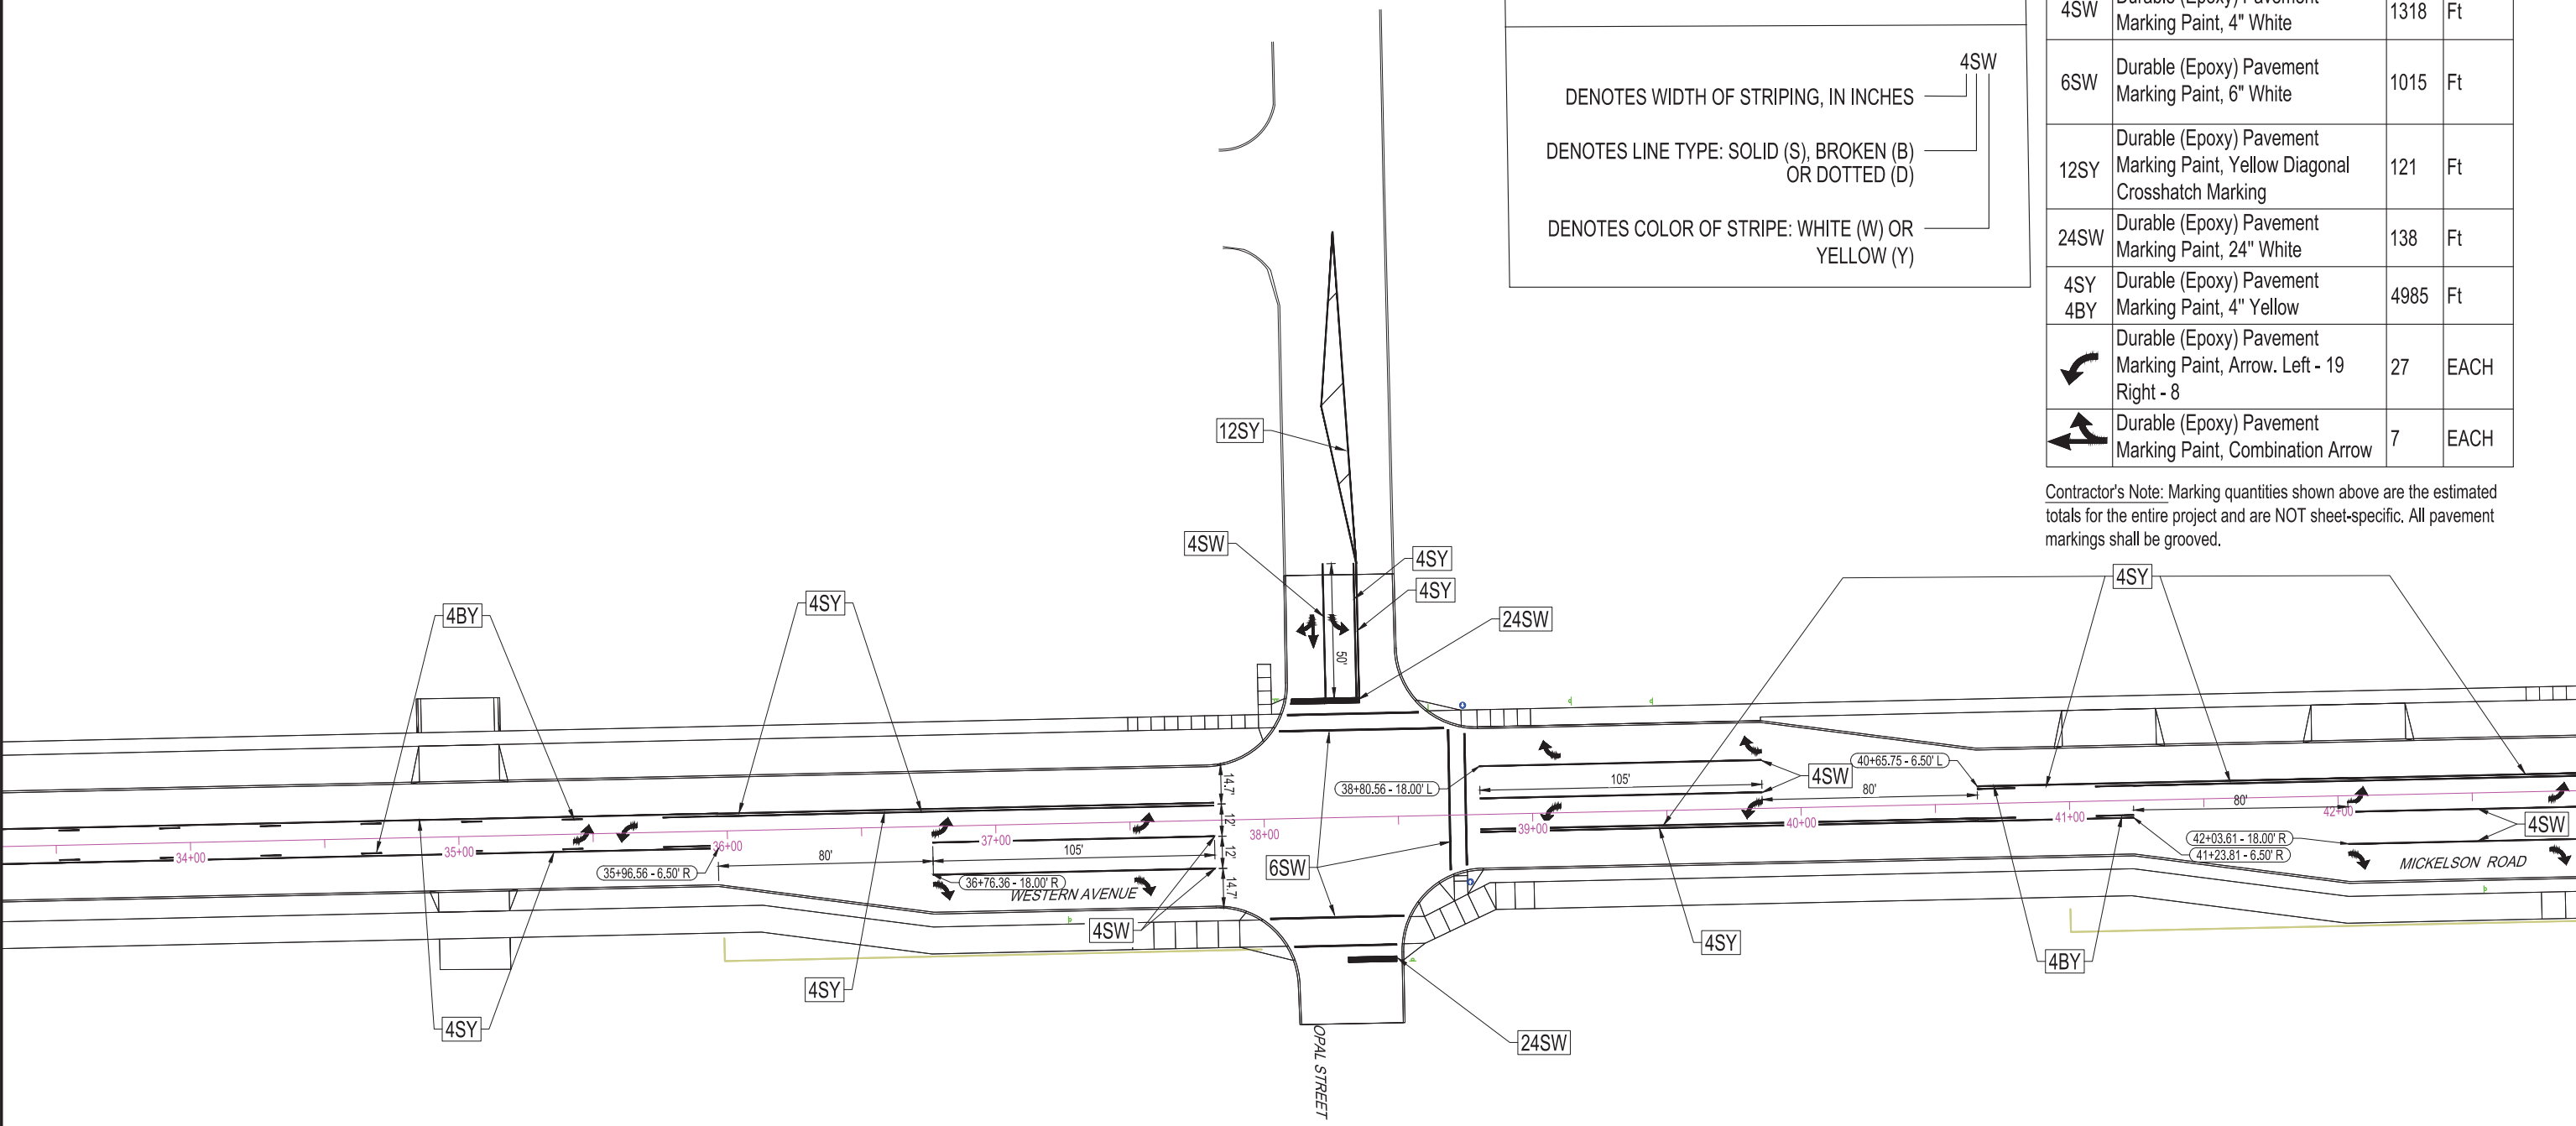 4SW
DENOTES WIDTH OF STRIPING, IN INCHES
DENOTES LINE TYPE: SOLID (S), BROKEN (B)
OR DOTTED (D)
DENOTES COLOR OF STRIPE: WHITE (W) OR
YELLOW (Y)
4SW Durable (Epoxy) Pavement
Marking Paint, 4" White 1318 Ft
6SW Durable (Epoxy) Pavement
Marking Paint, 6" White 1015 Ft
12SY Durable (Epoxy) Pavement
Marking Paint, Yellow Diagonal 121 Ft
Crosshatch Marking
24SW Durable (Epoxy) Pavement
Marking Paint, 24" White 138 Ft
4SY Durable (Epoxy) Pavement
4BY Marking Paint, 4" Yellow 4985 Ft
Durable (Epoxy) Pavement
Marking Paint, Arrow. Left - 19 27 EACH
Right - 8
Durable (Epoxy) Pavement
Marking Paint, Combination Arrow 7 EACH
Contractor's Note: Marking quantities shown above are the estimated
totals for the entire project and are NOT sheet-specific. All pavement
markings shall be grooved.
12SY
4SW
4SY
4SY
24SW
4BY
4SY
4SY
50'
14.7'
12'
12'
14.7'
38+80.56 - 18.00' L
105'
4SW
40+65.75 - 6.50' L
80'
80'
34+00
35+00
36+00
37+00
38+00
39+00
40+00
41+00
42+00
35+96.56 - 6.50' R
80'
105'
36+76.36 - 18.00' R
WESTERN AVENUE
6SW
4SW
42+03.61 - 18.00' R
41+23.81 - 6.50' R
MICKELSON ROAD
4SW
4SY
4SY
4SY
4BY
24SW
OPAL STREET